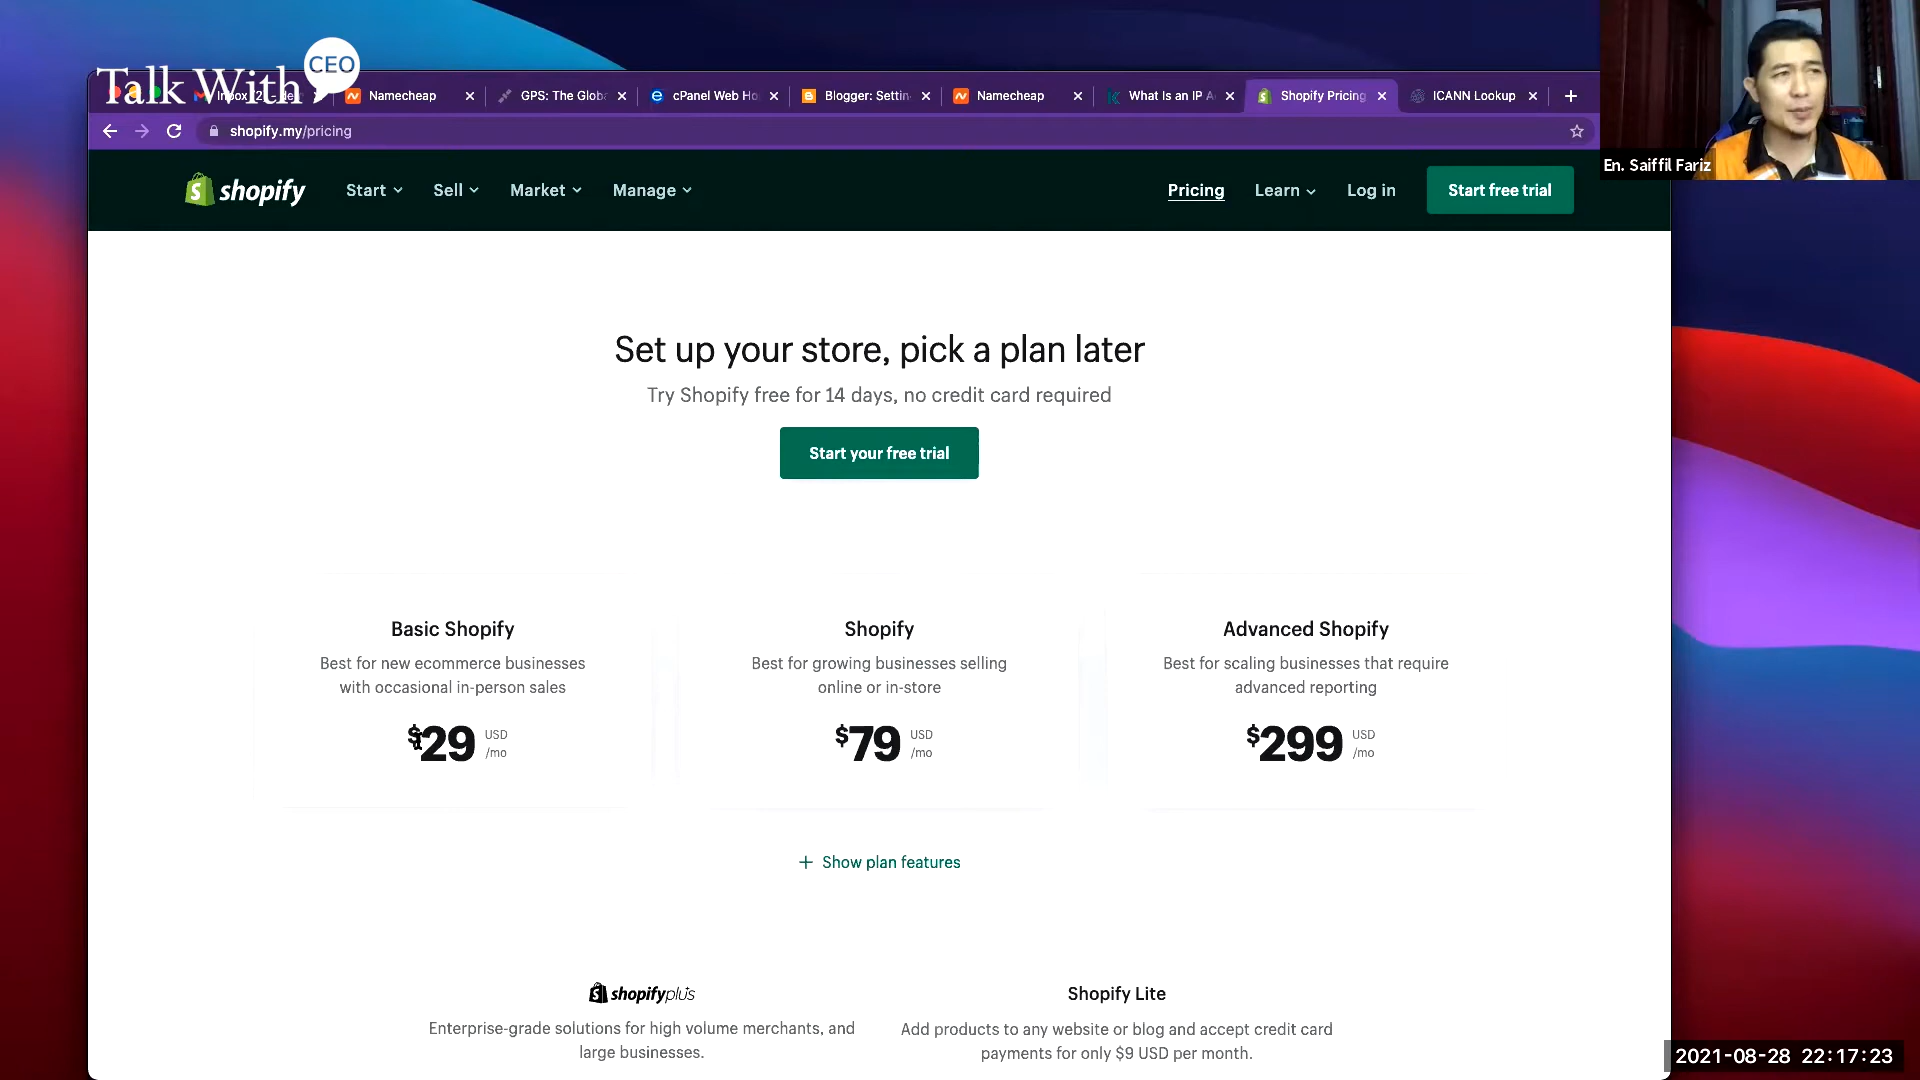 Talk With CEO
Namecheap
GPS: The Globa
cPanel Web Ho
Blogger: Settin
Namecheap
What Is an IP A
Shopify Pricing
ICANN Lookup
shopify.my/pricing
En. Saiffil Fariz
shopify
Start
Sell
Market
Manage
Pricing
Learn
Log in
Start free trial
Set up your store, pick a plan later
Try Shopify free for 14 days, no credit card required
Start your free trial
Basic Shopify
Best for new ecommerce businesses
with occasional in-person sales
$29 USD /mo
Shopify
Best for growing businesses selling
online or in-store
$79 USD /mo
Advanced Shopify
Best for scaling businesses that require
advanced reporting
$299 USD /mo
+ Show plan features
shopifyplus
Enterprise-grade solutions for high volume merchants, and
large businesses.
Shopify Lite
Add products to any website or blog and accept credit card
payments for only $9 USD per month.
2021-08-28 22:17:23